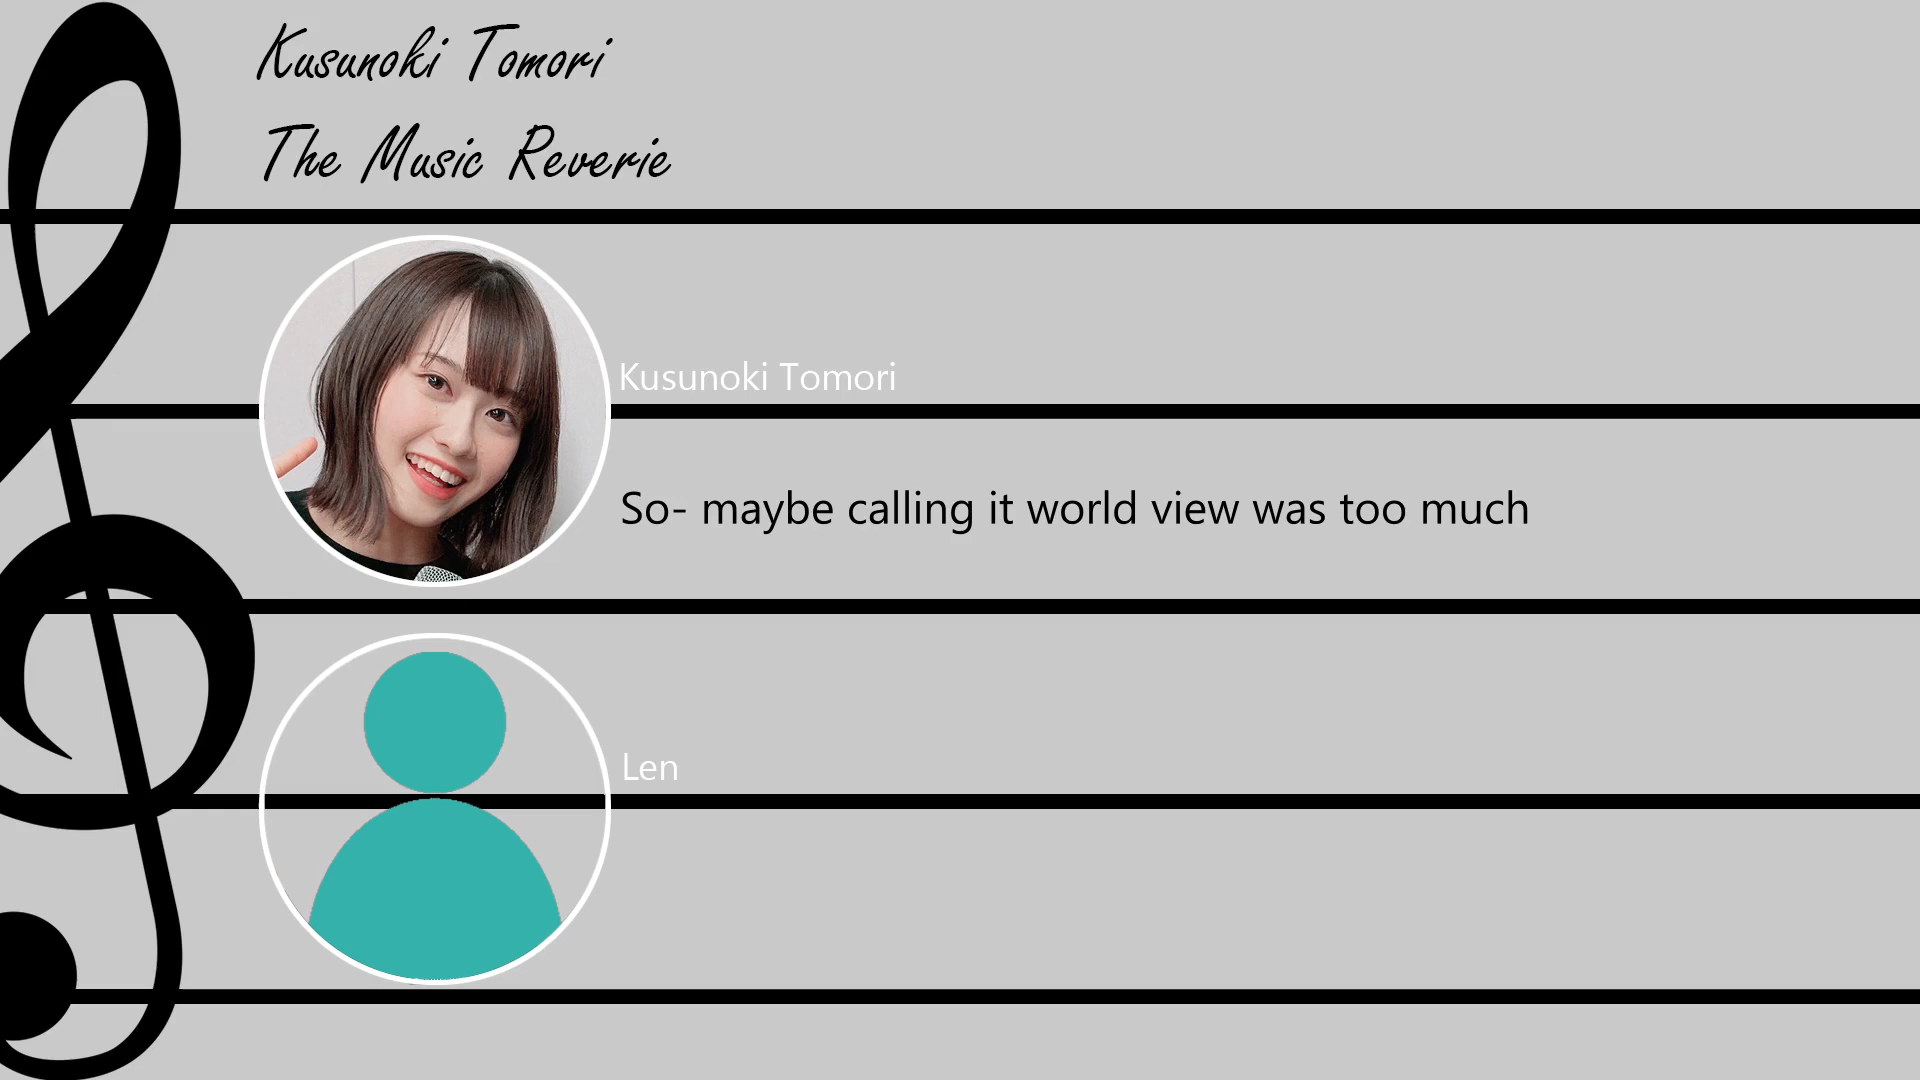 Kusunoki Tomori
The Music Reverie
Kusunoki Tomori
So- maybe calling it world view was too much
Len